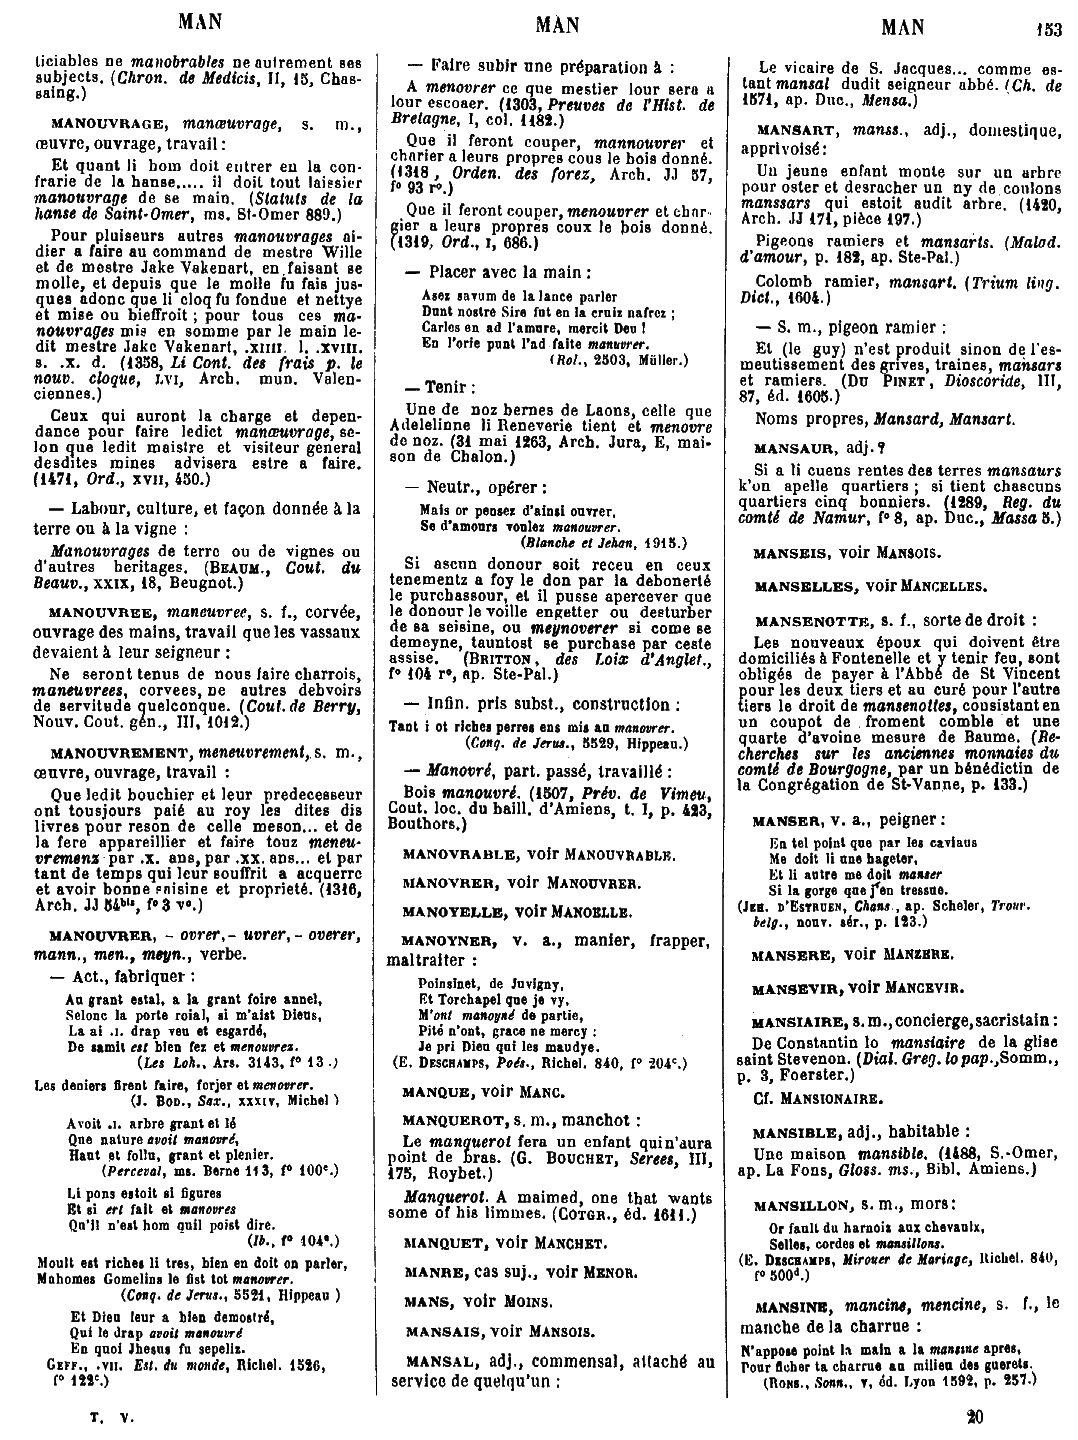 MAN
MAN
MAN
153
ticiables ne manobrables ne autrement ses
subjects. (Chron. de Medicis, II, 15, Chas-
saing.)
MANOUVRAGE, manœuvrage, s. m.,
œuvre, ouvrage, travail :
Et quant li hom doit entrer en la con-
frarie de la hanse..... il doit tout laissier
manouvrage de se main. (Statuts de la
hanse de Saint-Omer, ms. St-Omer 889.)
Pour pluiseurs autres manouvrages ai-
dier a faire au command de mestre Wille
et de mestre Jake Vakenart, en faisant se
molle, et depuis que le molle fu fais jus-
ques adonc que li cloq fu fondue et nettye
et mise ou bieffroit ; pour tous ces ma-
nouvrages mis en somme par le main le-
dit mestre Jake Vakenart, .XIIII. l. .XVIII.
s. .X. d. (1358, Li Cont. des frais p. le
nouv. cloque, LVI, Arch. mun. Valen-
ciennes.)
Ceux qui auront la charge et depen-
dance pour faire ledict manœuvrage, se-
lon que ledit maistre et visiteur general
desdites mines advisera estre a faire.
(1471, Ord., XVII, 450.)
— Labour, culture, et façon donnée à la
terre ou à la vigne :
Manouvrages de terre ou de vignes ou
d'autres heritages. (BEAUM., Cout. du
Beauv., XXIX, 18, Beugnot.)
MANOUVREE, maneuvree, s. f., corvée,
ouvrage des mains, travail que les vassaux
devaient à leur seigneur :
Ne seront tenus de nous faire charrois,
maneuvrees, corvees, ne autres debvoirs
de servitude quelconque. (Cout. de Berry,
Nouv. Cout. gén., III, 1012.)
MANOUVREMENT, meneuvrement, s. m.,
œuvre, ouvrage, travail :
Que ledit bouchier et leur predecesseur
ont tousjours paié au roy les dites dis
livres pour reson de celle meson... et de
la fere appareillier et faire touz meneu-
vremenz par .x. ans, par .xx. ans... et par
tant de temps qui leur souffrit a acquerre
et avoir bonne saisine et proprieté. (1316,
Arch. JJ 54bis, f° 3 v°.)
MANOUVRER, - ovrer, - uvrer, - overer,
mann., men., meyn., verbe.
— Act., fabriquer :
Au grant estal, a la grant foire annel,
Selonc la porte roial, si m'aist Dieus,
La ai .I. drap veu et esgardé,
De samit est bien fez et menouvrez.
(Les Loh., Ars. 3143, f° 13.)
Les deniers firent faire, forjer et menovrer.
(J. BOD., Sax., XXXIV, Michel)
Avoit .I. arbre grant et lé
Que nature avoit manovré,
Haut et follu, grant et plenier.
(Perceval, ms. Berne 113, f° 100c.)
Li pons estoit si figures
Et si ert fait et manovres
Qu'il n'est hom quil poist dire.
(Ib., f° 104e.)
Moult est riches li tres, bien en doit on parler,
Mahomes Gomelins le fist tot manovrer.
(Conq. de Jerus., 5521, Hippeau)
Et Dieu leur a bien demostré,
Qui le drap avoit manouvré
En quoi Jhesus fu sepeliz.
GEFF., .VII. Est. du monde, Richel. 1526,
f° 122c.)
T. V.
— Faire subir une préparation à :
A menovrer ce que mestier lour sera a
lour escoaer. (1303, Preuves de l'Hist. de
Bretagne, I, col. 1182.)
Que il feront couper, mannouvrer et
charier a leurs propres cous le bois donné.
(1318, Orden. des forez, Arch. JJ 57,
f° 93 r°.)
Que il feront couper, menouvrer et char-
gier a leurs propres coux le bois donné.
(1319, Ord., I, 686.)
— Placer avec la main :
Asez savum de la lance parler
Dunt nostre Sire fut en la cruiz nafrez ;
Carles en ad l'amure, mercit Deu !
En l'orie punt l'ad faite manuvrer.
(Rol., 2503, Müller.)
— Tenir :
Une de noz bernes de Laons, celle que
Adelelinne li Reneverie tient et menovre
de noz. (31 mai 1263, Arch. Jura, E, mai-
son de Chalon.)
— Neutr., opérer :
Mais or pensez d'ainsi ouvrer,
Se d'amours voulez manouvrer.
(Blanche et Jehan, 1915.)
Si ascun donour soit receu en ceux
tenementz a foy le don par la debonerté
le purchassour, et il pusse apercever que
le donour le voille engetter ou desturber
de sa seisine, ou meynoverer si come se
demeyne, tauntost se purchase par ceste
assise. (BRITTON, des Loix d'Anglet.,
f° 104 r°, ap. Ste-Pal.)
— Infin. pris subst., construction :
Tant i ot riches perres ens mis au manovrer.
(Conq. de Jerus., 5529, Hippeau.)
— Manovré, part. passé, travaillé :
Bois manouvré. (1507, Prév. de Vimeu,
Cout. loc. du baill. d'Amiens, t. I, p. 423,
Bouthors.)
MANOVRABLE, voir MANOUVRABLE.
MANOVRER, voir MANOUVRER.
MANOYELLE, voir MANOELLE.
MANOYNER, v. a., manier, frapper,
maltraiter :
Poinsinet, de Juvigny,
Et Torchapel que je vy,
M'ont manoyné de partie,
Pité n'ont, grace ne mercy :
Je pri Dieu qui les maudye.
(E. DESCHAMPS, Poés., Richel. 840, f° 204c.)
MANQUE, voir MANC.
MANQUEROT, s. m., manchot :
Le manquerot fera un enfant qui n'aura
point de bras. (G. BOUCHET, Serees, III,
175, Roybet.)
Manquerot. A maimed, one that wants
some of his limmes. (COTGR., éd. 1611.)
MANQUET, voir MANCHET.
MANRE, cas suj., voir MENOR.
MANS, voir MOINS.
MANSAIS, voir MANSOIS.
MANSAL, adj., commensal, attaché au
service de quelqu'un :
Le vicaire de S. Jacques... comme es-
tant mansal dudit seigneur abbé. (Ch. de
1571, ap. Duc., Mensa.)
MANSART, manss., adj., domestique,
apprivoisé :
Un jeune enfant monte sur un arbre
pour oster et desracher un ny de coulons
manssars qui estoit audit arbre. (1420,
Arch. JJ 171, pièce 197.)
Pigeons ramiers et mansarts. (Malad.
d'amour, p. 182, ap. Ste-Pal.)
Colomb ramier, mansart. (Trium ling.
Dict., 1604.)
— S. m., pigeon ramier :
Et (le guy) n'est produit sinon de l'es-
meutissement des grives, traines, mansars
et ramiers. (DU PINET, Dioscoride, III,
87, éd. 1605.)
Noms propres, Mansard, Mansart.
MANSAUR, adj. ?
Si a li cuens rentes des terres mansaurs
k'on apelle quartiers ; si tient chascuns
quartiers cinq bonniers. (1289, Reg. du
comté de Namur, f° 8, ap. Duc., Massa 5.)
MANSEIS, voir MANSOIS.
MANSELLES, voir MANCELLES.
MANSENOTTE, s. f., sorte de droit :
Les nouveaux époux qui doivent être
domiciliés à Fontenelle et y tenir feu, sont
obligés de payer à l'Abbé de St Vincent
pour les deux tiers et au curé pour l'autre
tiers le droit de mansenottes, consistant en
un coupot de froment comble et une
quarte d'avoine mesure de Baume. (Re-
cherches sur les anciennes monnaies du
comté de Bourgogne, par un bénédictin de
la Congrégation de St-Vanne, p. 133.)
MANSER, v. a., peigner :
En tel point que par les caviaus
Me doit li une hageter,
Et li autre me doit manser
Si la gorge que j'en tressue.
(JEH. D'ESTRUEN, Chans., ap. Scheler, Trouv.
belg., nouv. sér., p. 123.)
MANSERE, voir MANZERE.
MANSEVIR, voir MANCEVIR.
MANSIAIRE, s. m., concierge, sacristain :
De Constantin lo mansiaire de la glise
saint Stevenon. (Dial. Greg. lo pap., Somm.,
p. 3, Foerster.)
Cf. MANSIONAIRE.
MANSIBLE, adj., habitable :
Une maison mansible. (1488, S.-Omer,
ap. La Fons, Gloss. ms., Bibl. Amiens.)
MANSILLON, s. m., mors :
Or fault du harnois aux chevaulx,
Selles, cordes et mansillons.
(E. DESCHAMPS, Mirouer de Mariage, Richel. 840,
f° 500d.)
MANSINE, mancine, mencine, s. f., le
manche de la charrue :
N'appose point la main a la mansine apres,
Pour ficher ta charrue au milieu des guerets.
(RONS., Sonn., V, éd. Lyon 1592, p. 257.)
20